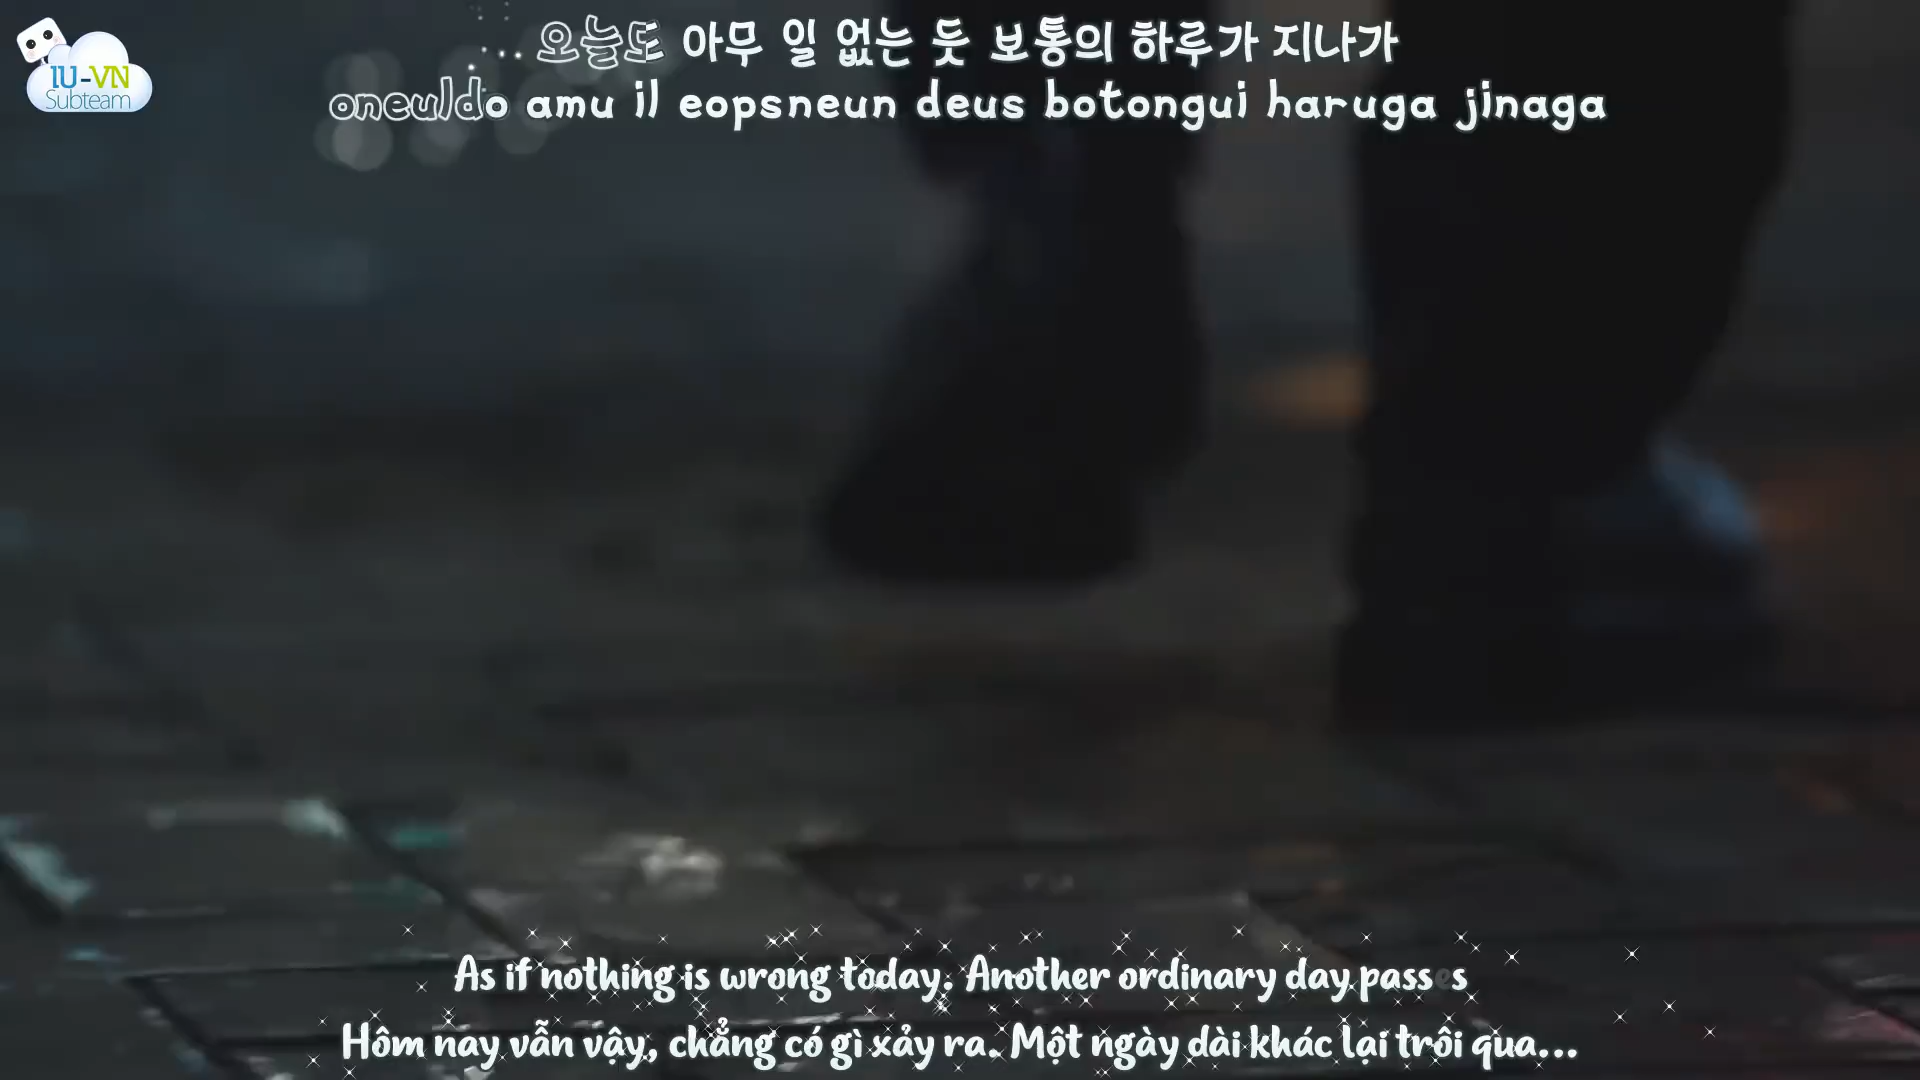 IU-VN
Subteam
오늘도 아무 일 없는 듯 보통의 하루가 지나가
oneuldo amu il eopsneun deus botongui haruga jinaga
As if nothing is wrong today. Another ordinary day passes
Hôm nay vẫn vậy, chẳng có gì xảy ra. Một ngày dài khác lại trôi qua...